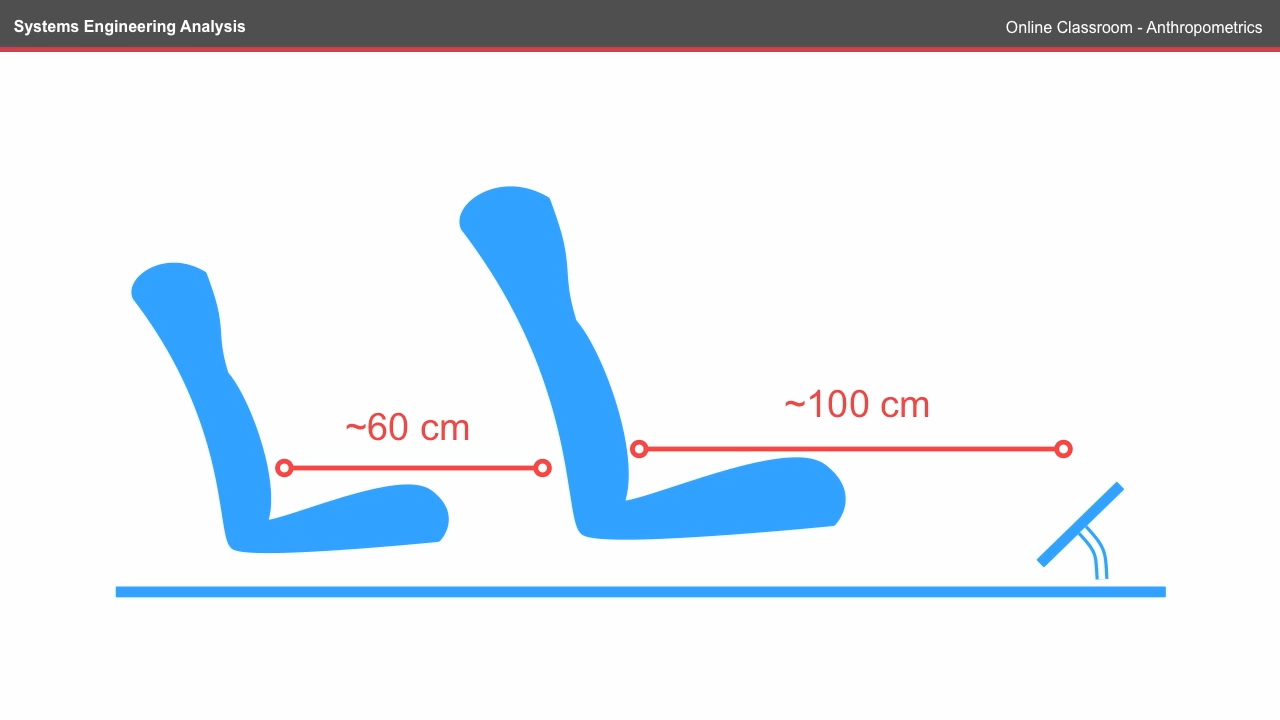 Systems Engineering Analysis
Online Classroom - Anthropometrics
~60 cm
~100 cm